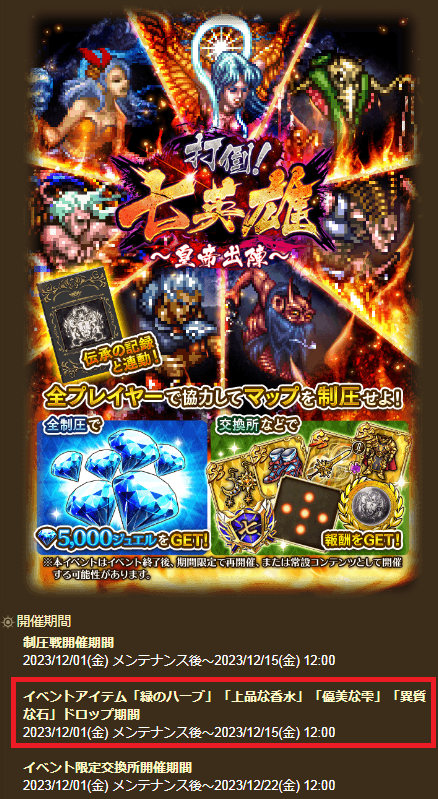 打倒！
七英雄
～皇帝出陣～
伝承の記録
と連動！
全プレイヤーで協力してマップを制圧せよ！
全制圧で
5,000ジュエルをGET！
交換所などで
SS
七
報酬をGET！
※本イベントはイベント終了後、期間限定で再開催、または常設コンテンツとして開催
する可能性があります。
開催期間
制圧戦開催期間
2023/12/01(金) メンテナンス後～2023/12/15(金) 12:00
イベントアイテム「緑のハーブ」「上品な香水」「優美な雫」「異質
な石」ドロップ期間
2023/12/01(金) メンテナンス後～2023/12/15(金) 12:00
イベント限定交換所開催期間
2023/12/01(金) メンテナンス後～2023/12/22(金) 12:00